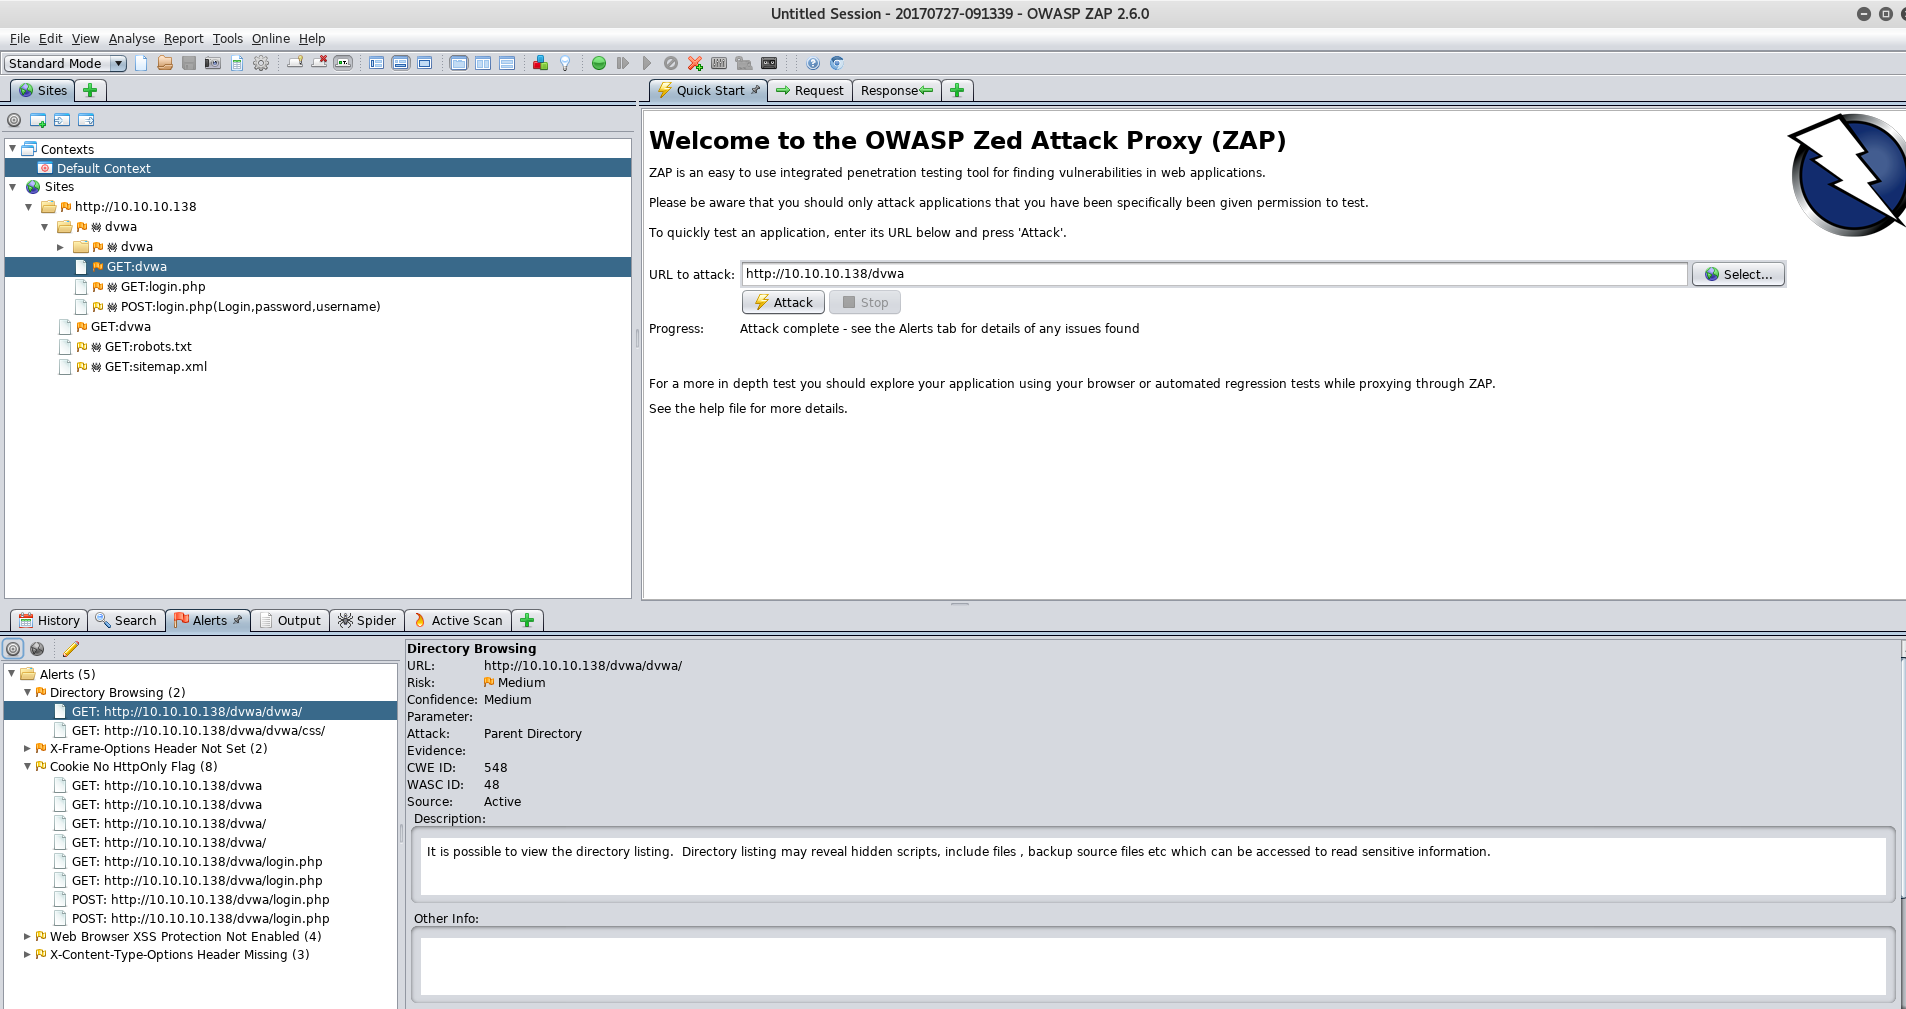 Untitled Session - 20170727-091339 - OWASP ZAP 2.6.0
File Edit View Analyse Report Tools Online Help
Standard Mode
Sites
Quick Start Request Response
Contexts
Default Context
Sites
http://10.10.10.138
dvwa
dvwa
GET:dvwa
GET:login.php
POST:login.php(Login,password,username)
GET:dvwa
GET:robots.txt
GET:sitemap.xml
Welcome to the OWASP Zed Attack Proxy (ZAP)
ZAP is an easy to use integrated penetration testing tool for finding vulnerabilities in web applications.
Please be aware that you should only attack applications that you have been specifically been given permission to test.
To quickly test an application, enter its URL below and press 'Attack'.
URL to attack: http://10.10.10.138/dvwa Select...
Attack Stop
Progress: Attack complete - see the Alerts tab for details of any issues found
For a more in depth test you should explore your application using your browser or automated regression tests while proxying through ZAP.
See the help file for more details.
History Search Alerts Output Spider Active Scan
Alerts (5)
Directory Browsing (2)
GET: http://10.10.10.138/dvwa/dvwa/
GET: http://10.10.10.138/dvwa/dvwa/css/
X-Frame-Options Header Not Set (2)
Cookie No HttpOnly Flag (8)
GET: http://10.10.10.138/dvwa
GET: http://10.10.10.138/dvwa
GET: http://10.10.10.138/dvwa/
GET: http://10.10.10.138/dvwa/
GET: http://10.10.10.138/dvwa/login.php
GET: http://10.10.10.138/dvwa/login.php
POST: http://10.10.10.138/dvwa/login.php
POST: http://10.10.10.138/dvwa/login.php
Web Browser XSS Protection Not Enabled (4)
X-Content-Type-Options Header Missing (3)
Directory Browsing
URL: http://10.10.10.138/dvwa/dvwa/
Risk: Medium
Confidence: Medium
Parameter:
Attack: Parent Directory
Evidence:
CWE ID: 548
WASC ID: 48
Source: Active
Description:
It is possible to view the directory listing.  Directory listing may reveal hidden scripts, include files , backup source files etc which can be accessed to read sensitive information.
Other Info: